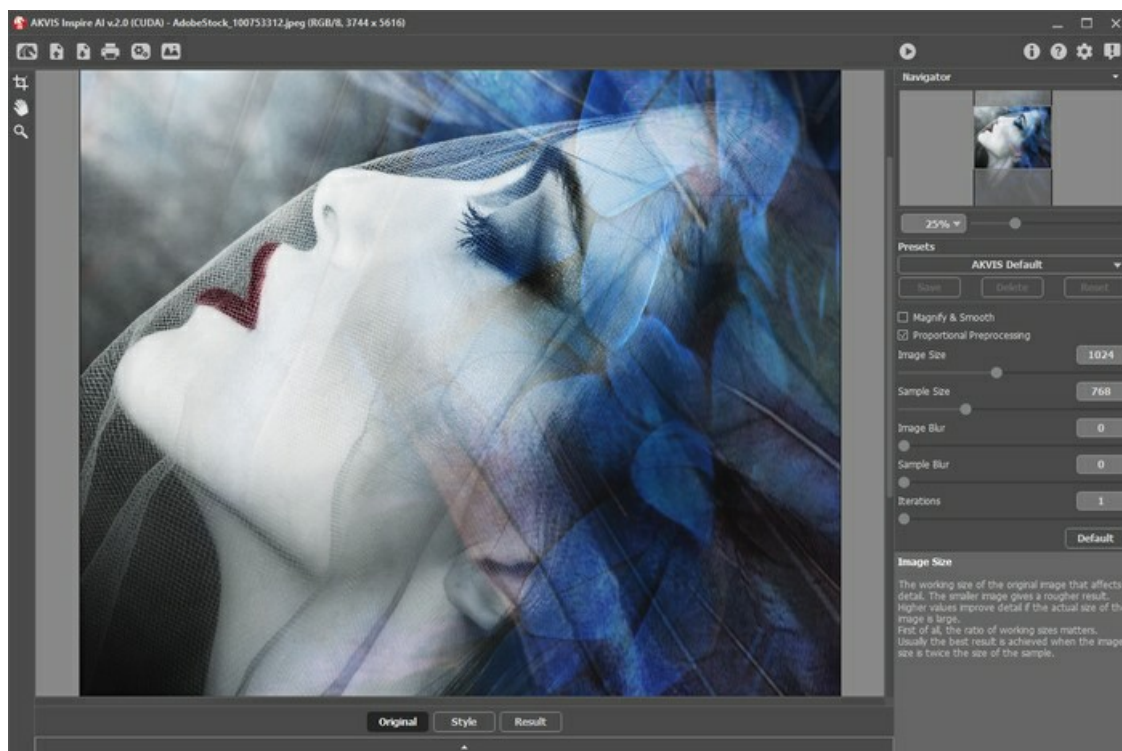 AKVIS Inspire AI v.2.0 (CUDA) - AdobeStock_100753312.jpeg (RGB/8, 3744 x 5616)
Navigator
25%
Presets
AKVIS Default
Save Delete Reset
Magnify & Smooth
Proportional Preprocessing
Image Size 1024
Sample Size 768
Image Blur 0
Sample Blur 0
Iterations 1
Default
Image Size
The working size of the original image that affects
detail. The smaller image gives a rougher result.
Higher values improve detail if the actual size of the
image is large.
First of all, the ratio of working sizes matters.
Usually the best result is achieved when the image
size is twice the size of the sample.
Original Style Result